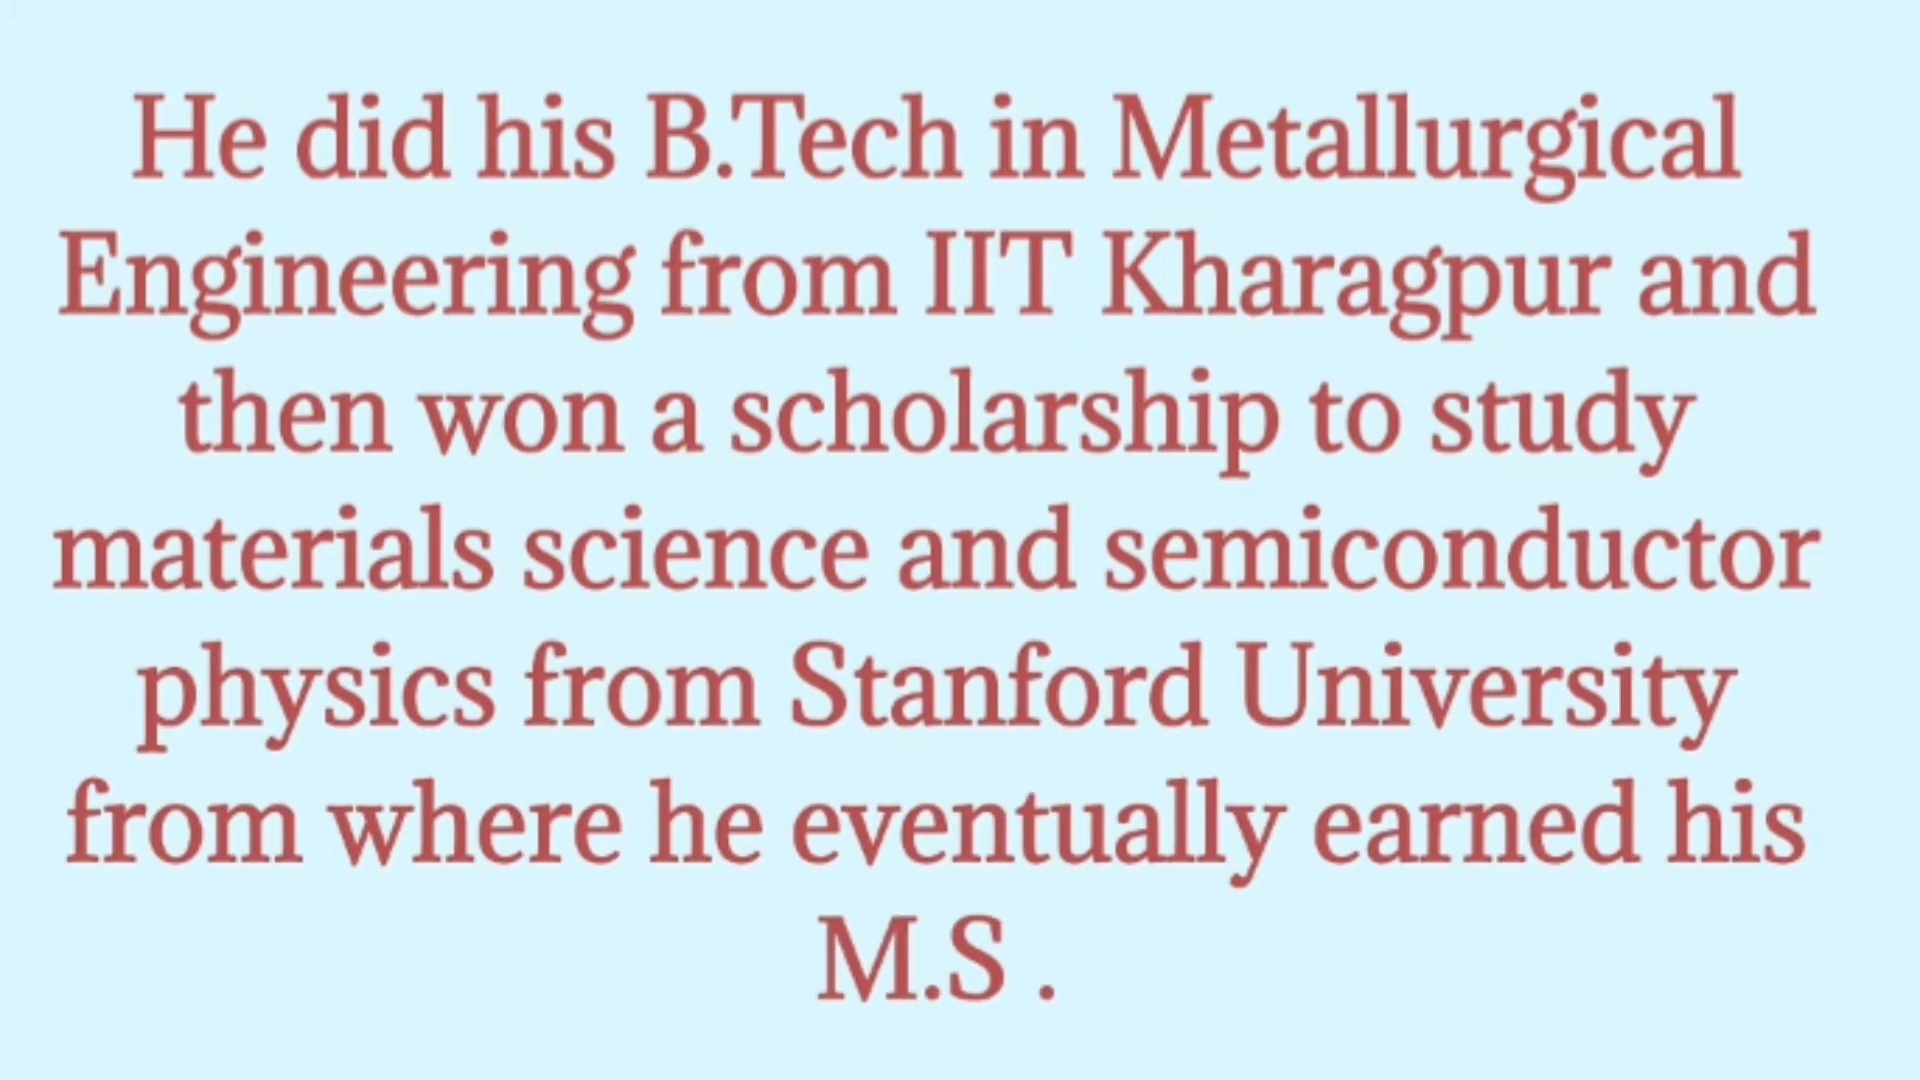 He did his B.Tech in Metallurgical
Engineering from IIT Kharagpur and
then won a scholarship to study
materials science and semiconductor
physics from Stanford University
from where he eventually earned his
M.S .